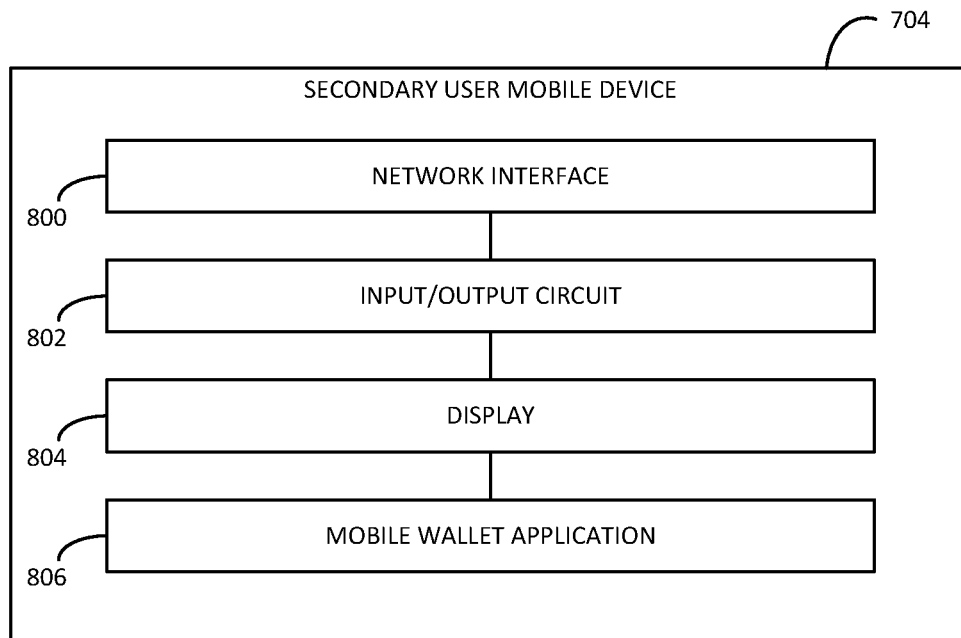 704
SECONDARY USER MOBILE DEVICE
NETWORK INTERFACE
800
INPUT/OUTPUT CIRCUIT
802
DISPLAY
804
MOBILE WALLET APPLICATION
806